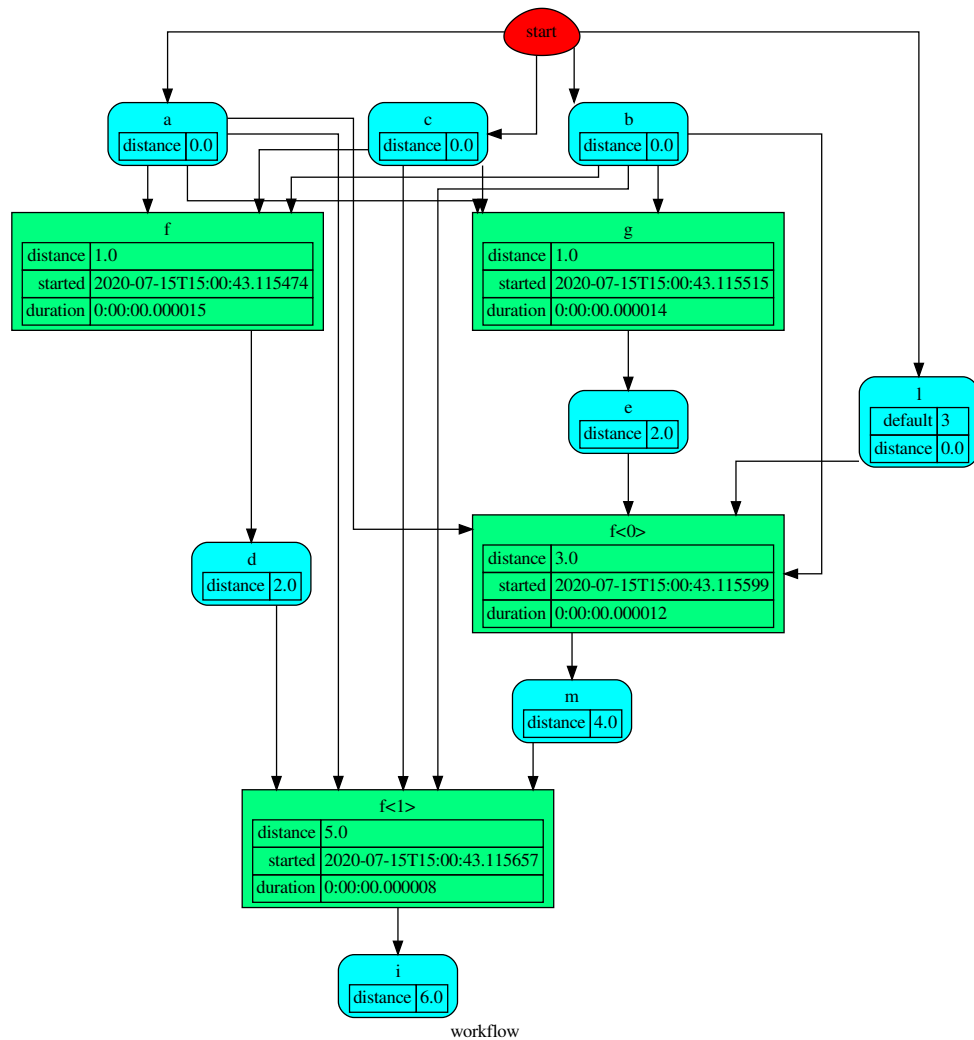 start
a
distance 0.0
c
distance 0.0
b
distance 0.0
f
distance 1.0
started 2020-07-15T15:00:43.115474
duration 0:00:00.000015
g
distance 1.0
started 2020-07-15T15:00:43.115515
duration 0:00:00.000014
l
default 3
distance 0.0
e
distance 2.0
f<0>
distance 3.0
started 2020-07-15T15:00:43.115599
duration 0:00:00.000012
d
distance 2.0
m
distance 4.0
f<1>
distance 5.0
started 2020-07-15T15:00:43.115657
duration 0:00:00.000008
i
distance 6.0
workflow